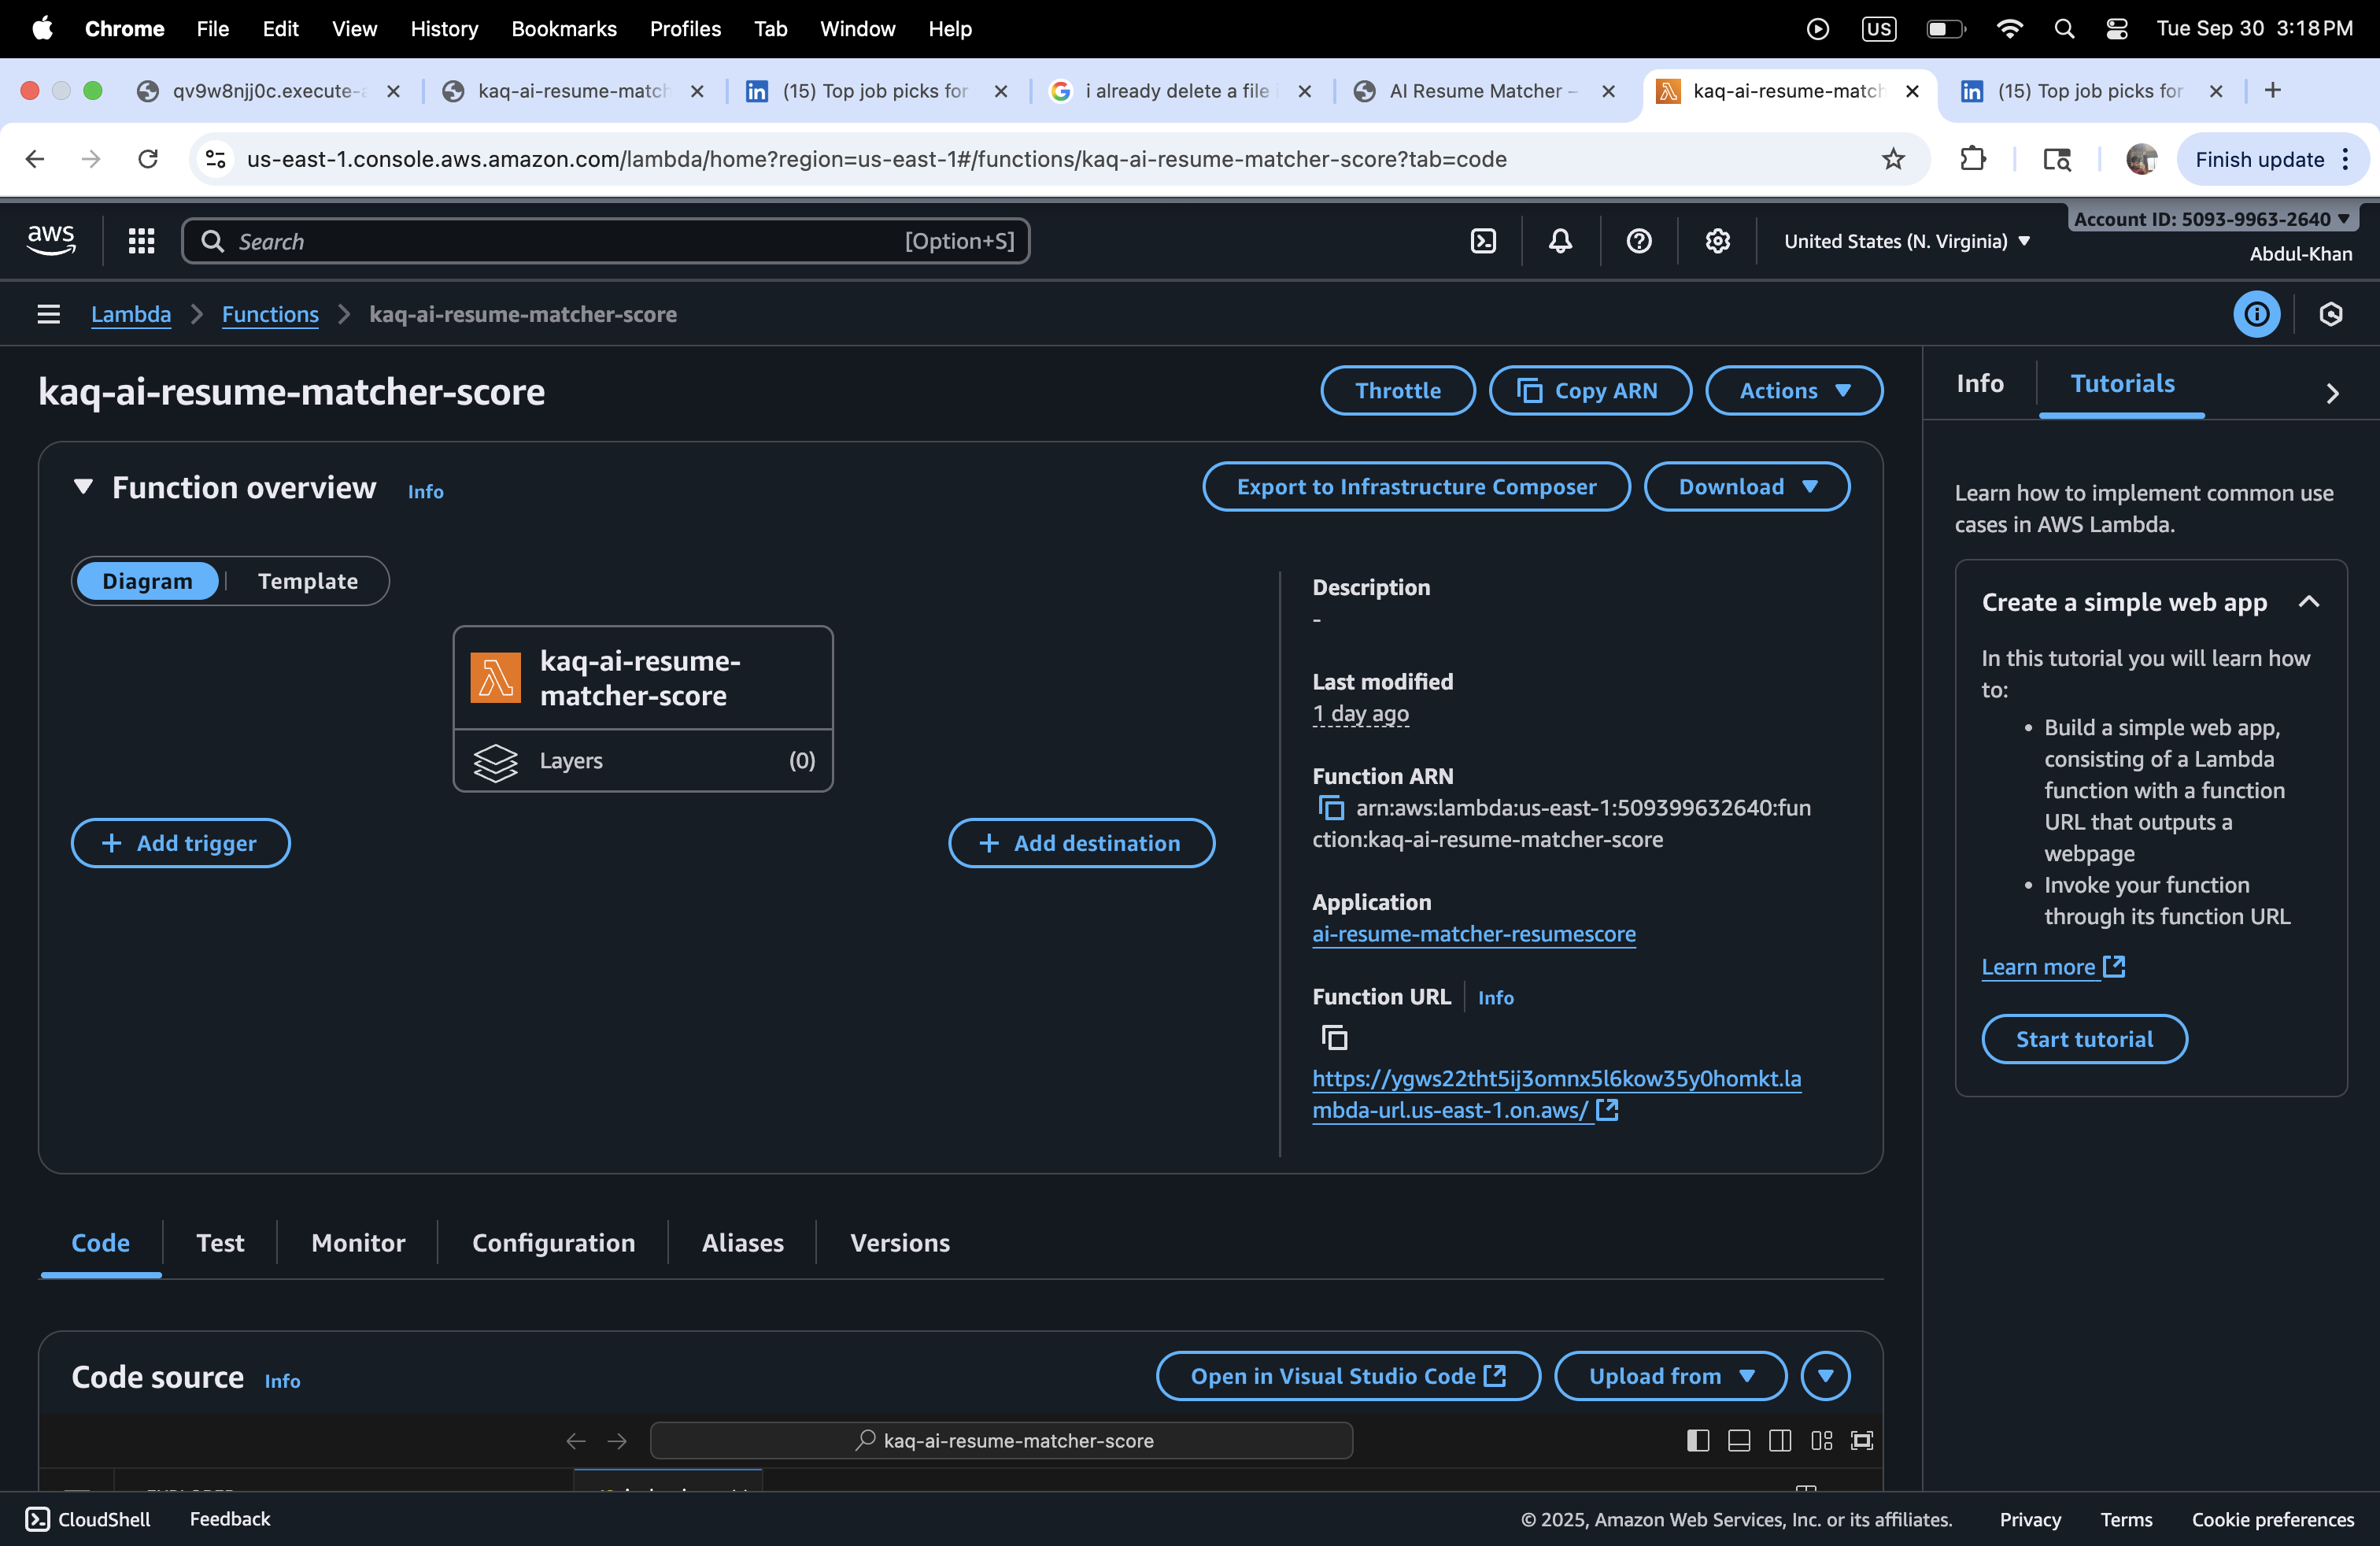 Chrome File Edit View History Bookmarks Profiles Tab Window Help US Tue Sep 30 3:18 PM
qv9w8njj0c.execute-a kaq-ai-resume-match (15) Top job picks for i already delete a file AI Resume Matcher – kaq-ai-resume-match (15) Top job picks for
us-east-1.console.aws.amazon.com/lambda/home?region=us-east-1#/functions/kaq-ai-resume-matcher-score?tab=code Finish update
aws Search [Option+S] United States (N. Virginia) Account ID: 5093-9963-2640
Abdul-Khan
Lambda Functions kaq-ai-resume-matcher-score
kaq-ai-resume-matcher-score
Throttle Copy ARN Actions
Function overview Info
Export to Infrastructure Composer Download
Diagram Template
kaq-ai-resume-
matcher-score
Layers (0)
+ Add trigger
+ Add destination
Description
-
Last modified
1 day ago
Function ARN
arn:aws:lambda:us-east-1:509399632640:fun
ction:kaq-ai-resume-matcher-score
Application
ai-resume-matcher-resumescore
Function URL Info
https://ygws22tht5ij3omnx5l6kow35y0homkt.la
mbda-url.us-east-1.on.aws/
Code Test Monitor Configuration Aliases Versions
Code source Info
Open in Visual Studio Code Upload from
kaq-ai-resume-matcher-score
Info Tutorials
Learn how to implement common use
cases in AWS Lambda.
Create a simple web app
In this tutorial you will learn how
to:
• Build a simple web app,
consisting of a Lambda
function with a function
URL that outputs a
webpage
• Invoke your function
through its function URL
Learn more
Start tutorial
CloudShell Feedback © 2025, Amazon Web Services, Inc. or its affiliates. Privacy Terms Cookie preferences